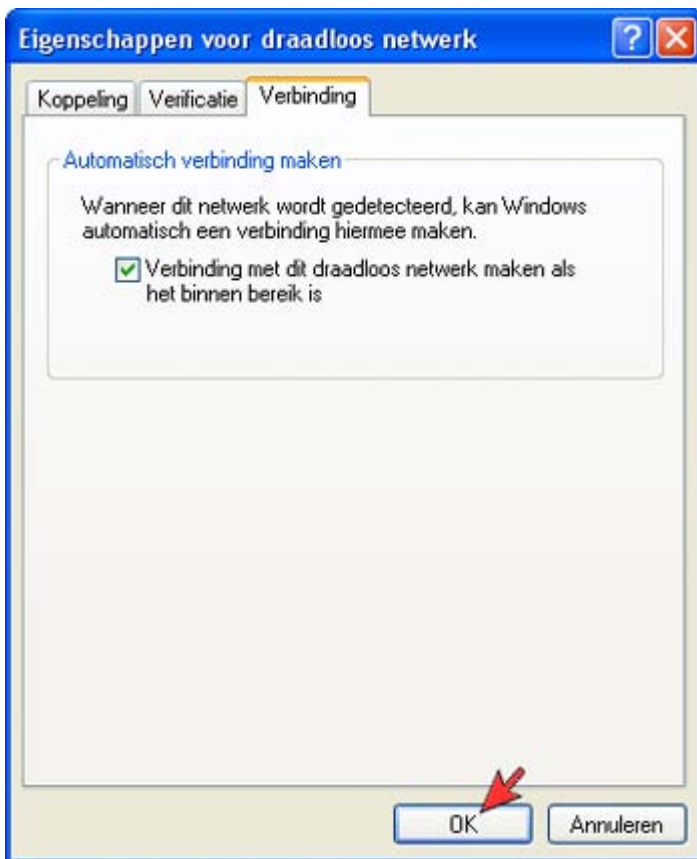 Eigenschappen voor draadloos netwerk
Koppeling Verificatie Verbinding
Automatisch verbinding maken
Wanneer dit netwerk wordt gedetecteerd, kan Windows
automatisch een verbinding hiermee maken.
Verbinding met dit draadloos netwerk maken als
het binnen bereik is
OK Annuleren